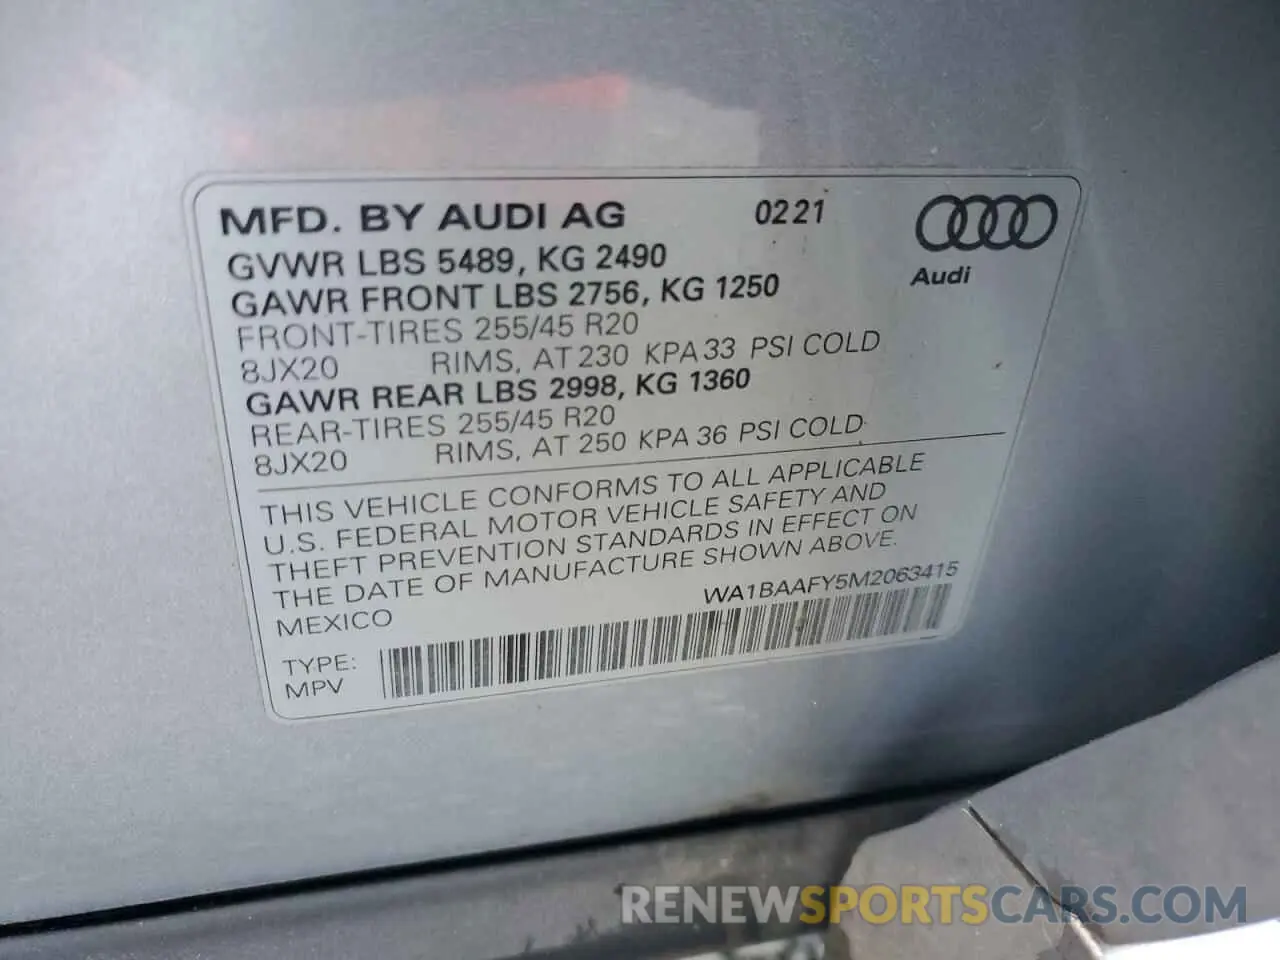 MFD. BY AUDI AG 0221
Audi
GVWR LBS 5489, KG 2490
GAWR FRONT LBS 2756, KG 1250
FRONT-TIRES 255/45 R20
8JX20 RIMS, AT 230 KPA 33 PSI COLD
GAWR REAR LBS 2998, KG 1360
REAR-TIRES 255/45 R20
8JX20 RIMS, AT 250 KPA 36 PSI COLD
THIS VEHICLE CONFORMS TO ALL APPLICABLE
U.S. FEDERAL MOTOR VEHICLE SAFETY AND
THEFT PREVENTION STANDARDS IN EFFECT ON
THE DATE OF MANUFACTURE SHOWN ABOVE.
MEXICO WA1BAAFY5M2063415
TYPE:
MPV
RENEWSPORTSCARS.COM